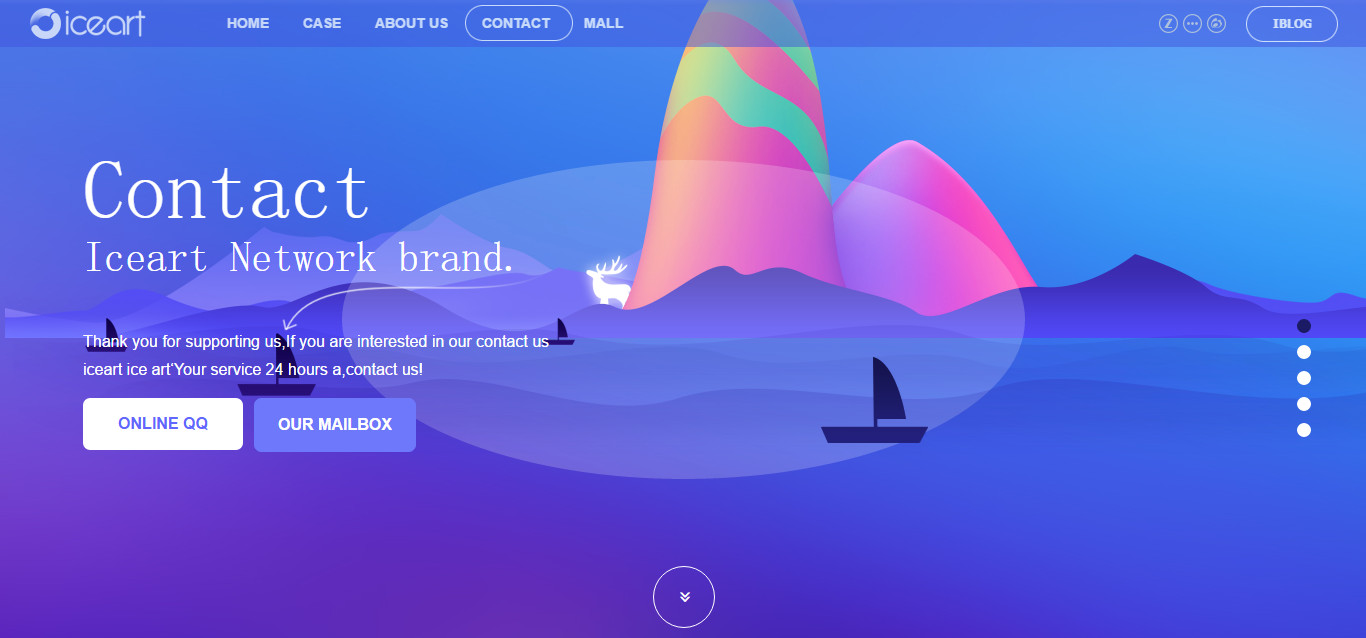 iceart
HOME
CASE
ABOUT US
CONTACT
MALL
Z
IBLOG
Contact
Iceart Network brand.
Thank you for supporting us,If you are interested in our contact us
iceart ice art'Your service 24 hours a,contact us!
ONLINE QQ
OUR MAILBOX